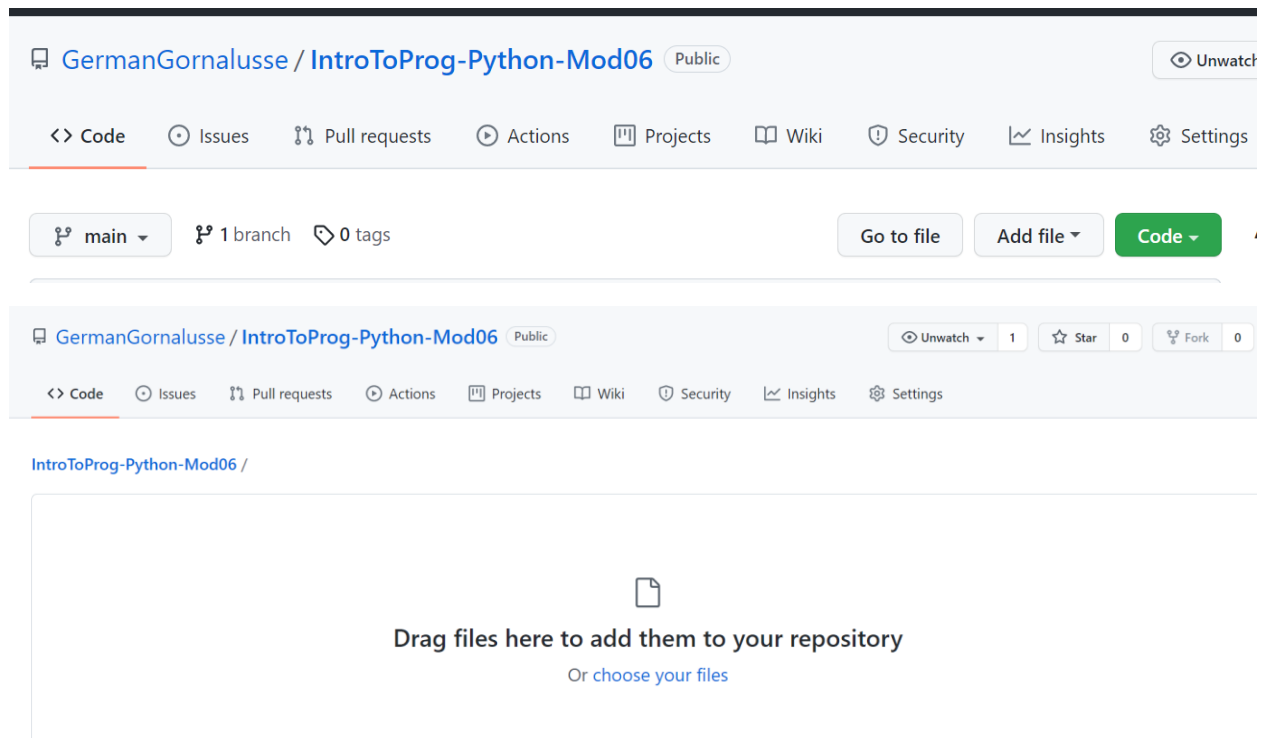 GermanGornalusse / IntroToProg-Python-Mod06 Public Unwatch
<> Code Issues Pull requests Actions Projects Wiki Security Insights Settings
main 1 branch 0 tags Go to file Add file Code
GermanGornalusse / IntroToProg-Python-Mod06 Public Unwatch 1 Star 0 Fork 0
<> Code Issues Pull requests Actions Projects Wiki Security Insights Settings
IntroToProg-Python-Mod06 /
Drag files here to add them to your repository
Or choose your files